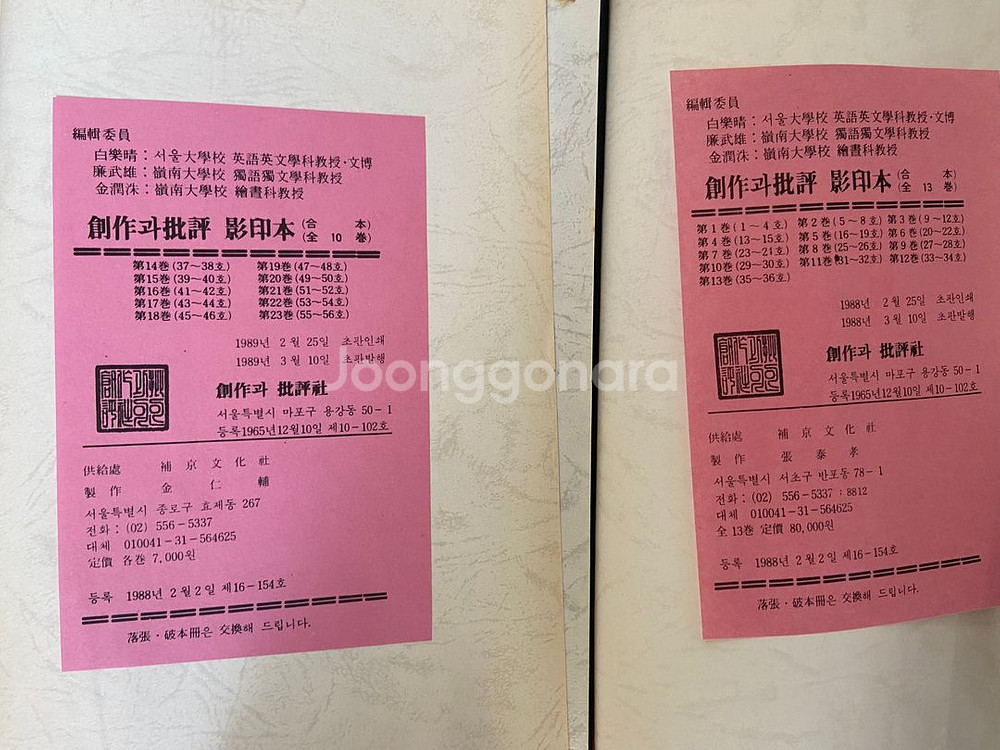 編輯委員
白樂晴 : 서울大學校 英語英文學科教授·文博
廉武雄 : 嶺南大學校 獨語獨文學科教授
金潤洙 : 嶺南大學校 繪畫科教授
創作과批評 影印本 (合本) (全 10 巻)
第14巻 (37~38호) 第19巻 (47~48호)
第15巻 (39~40호) 第20巻 (49~50호)
第16巻 (41~42호) 第21巻 (51~52호)
第17巻 (43~44호) 第22巻 (53~54호)
第18巻 (45~46호) 第23巻 (55~56호)
1989년 2 월 25일 초판인쇄
1989년 3 월 10일 초판발행
創作과 批評社
서울특별시 마포구 용강동 50－1
등록1965년12월10일 제10－102호
供給處 補京文化社
製作 金仁輔
서울특별시 종로구 효제동 267
전화 : (02) 556－5337
대체 010041－31－564625
定價 各巻 7,000원
등록 1988년 2 월 2 일 제16－154호
落張·破本冊은 交換해 드립니다.
編輯委員
白樂晴 : 서울大學校 英語英文學科教授·文博
廉武雄 : 嶺南大學校 獨語獨文學科教授
金潤洙 : 嶺南大學校 繪畫科教授
創作과批評 影印本 (合本) (全 13 巻)
第 1 巻 ( 1 ~ 4 호) 第 2 巻 ( 5 ~ 8 호) 第 3 巻 ( 9 ~12호)
第 4 巻 (13~15호) 第 5 巻 (16~19호) 第 6 巻 (20~22호)
第 7 巻 (23~21호) 第 8 巻 (25~26호) 第 9 巻 (27~28호)
第10巻 (29~30호) 第11巻 (31~32호) 第12巻 (33~34호)
第13巻 (35~36호)
1988년 2 월 25일 초판인쇄
1988년 3 월 10일 초판발행
創作과 批評社
서울특별시 마포구 용강동 50－1
등록1965년12월10일 제10－102호
供給處 補京文化社
製作 張泰孝
서울특별시 서초구 반포동 78－1
전화 : (02) 556－5337 : 8812
대체 010041－31－564625
全 13巻 定價 80,000원
등록 1988년 2 월 2 일 제16－154호
落張·破本冊은 交換해 드립니다.
Joonggonara